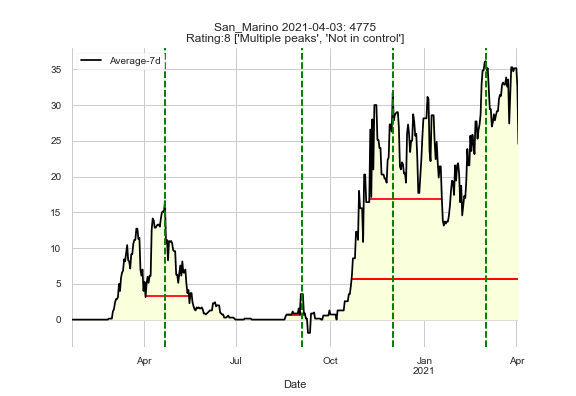 San_Marino 2021-04-03: 4775
Rating:8 ['Multiple peaks', 'Not in control']
Average-7d
35
30
25
20
15
10
5
0
Apr Jul Oct Jan Apr
2021
Date